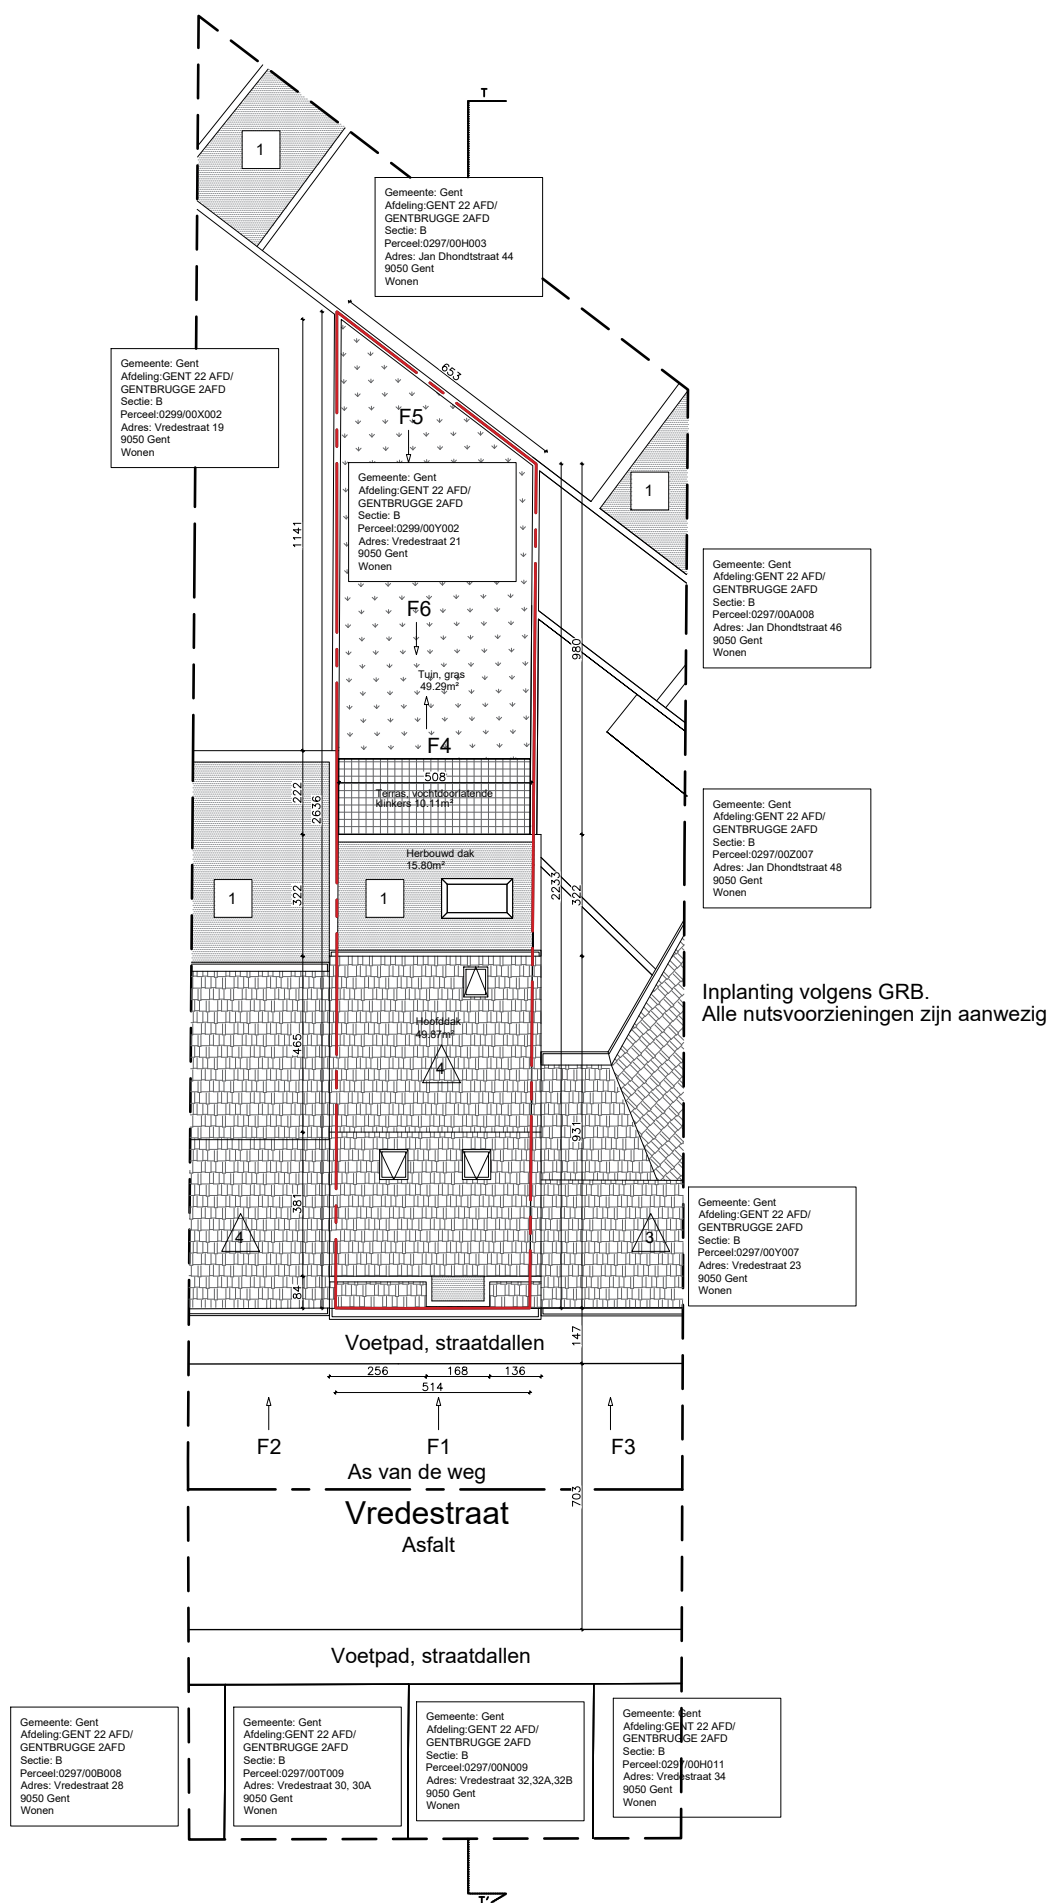 T
1
Gemeente: Gent
Afdeling:GENT 22 AFD/
GENTBRUGGE 2AFD
Sectie: B
Perceel:0297/00H003
Adres: Jan Dhondtstraat 44
9050 Gent
Wonen
653
Gemeente: Gent
Afdeling:GENT 22 AFD/
GENTBRUGGE 2AFD
Sectie: B
Perceel:0299/00X002
Adres: Vredestraat 19
9050 Gent
Wonen
F5
Gemeente: Gent
Afdeling:GENT 22 AFD/
GENTBRUGGE 2AFD
Sectie: B
Perceel:0299/00Y002
Adres: Vredestraat 21
9050 Gent
Wonen
1
1141
Gemeente: Gent
Afdeling:GENT 22 AFD/
GENTBRUGGE 2AFD
Sectie: B
Perceel:0297/00A008
Adres: Jan Dhondtstraat 46
9050 Gent
Wonen
F6
980
Tuin, gras
49.29m²
F4
508
Terras, vochtdoorlatende
klinkers 10.11m²
222
2636
Gemeente: Gent
Afdeling:GENT 22 AFD/
GENTBRUGGE 2AFD
Sectie: B
Perceel:0297/00Z007
Adres: Jan Dhondtstraat 48
9050 Gent
Wonen
Herbouwd dak
15.80m²
1
322
1
2233
322
Inplanting volgens GRB.
Alle nutsvoorzieningen zijn aanwezig
Hoofddak
49.87m²
465
4
931
381
4
3
Gemeente: Gent
Afdeling:GENT 22 AFD/
GENTBRUGGE 2AFD
Sectie: B
Perceel:0297/00Y007
Adres: Vredestraat 23
9050 Gent
Wonen
84
Voetpad, straatdallen
147
256 168 136
514
F2 F1 F3
As van de weg
703
Vredestraat
Asfalt
Voetpad, straatdallen
Gemeente: Gent
Afdeling:GENT 22 AFD/
GENTBRUGGE 2AFD
Sectie: B
Perceel:0297/00B008
Adres: Vredestraat 28
9050 Gent
Wonen
Gemeente: Gent
Afdeling:GENT 22 AFD/
GENTBRUGGE 2AFD
Sectie: B
Perceel:0297/00T009
Adres: Vredestraat 30, 30A
9050 Gent
Wonen
Gemeente: Gent
Afdeling:GENT 22 AFD/
GENTBRUGGE 2AFD
Sectie: B
Perceel:0297/00N009
Adres: Vredestraat 32,32A,32B
9050 Gent
Wonen
Gemeente: Gent
Afdeling:GENT 22 AFD/
GENTBRUGGE 2AFD
Sectie: B
Perceel:0297/00H011
Adres: Vredestraat 34
9050 Gent
Wonen
T'